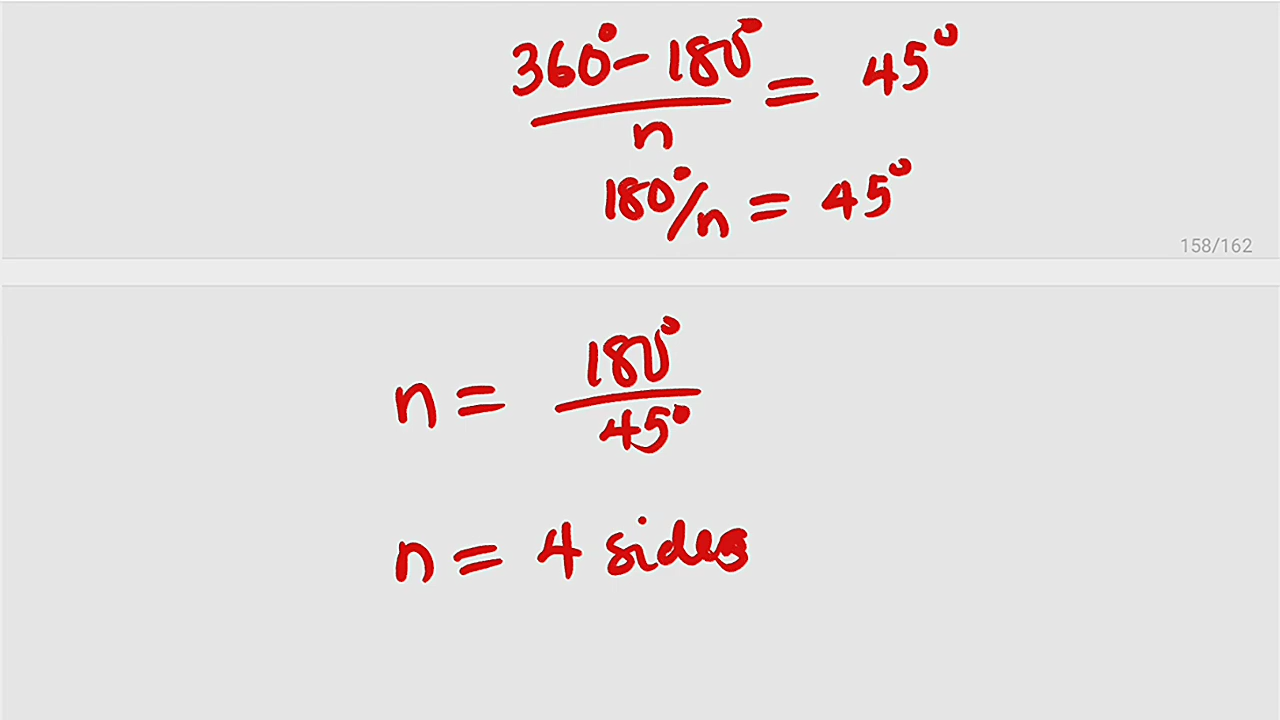 360° - 180° / n = 45°
180°/n = 45°
158/162
n = 180° / 45°
n = 4 sides